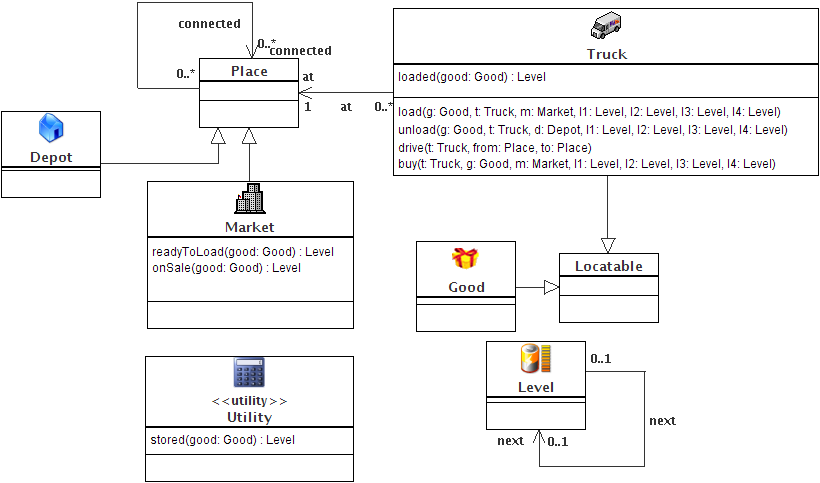 connected
0..*
connected
0..*
Place
at
1
at
0..*
Truck
loaded(good: Good) : Level
load(g: Good, t: Truck, m: Market, l1: Level, l2: Level, l3: Level, l4: Level)
unload(g: Good, t: Truck, d: Depot, l1: Level, l2: Level, l3: Level, l4: Level)
drive(t: Truck, from: Place, to: Place)
buy(t: Truck, g: Good, m: Market, l1: Level, l2: Level, l3: Level, l4: Level)
Depot
Market
readyToLoad(good: Good) : Level
onSale(good: Good) : Level
Good
Locatable
<<utility>>
Utility
stored(good: Good) : Level
Level
0..1
next
next
0..1